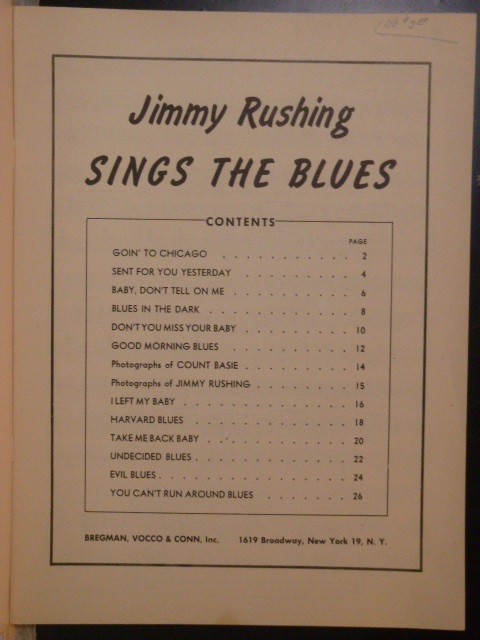 Jimmy Rushing
SINGS THE BLUES
CONTENTS
PAGE
GOIN' TO CHICAGO . . . . . . . . . . 2
SENT FOR YOU YESTERDAY . . . . . . . . 4
BABY, DON'T TELL ON ME . . . . . . . . . 6
BLUES IN THE DARK . . . . . . . . . . . 8
DON'T YOU MISS YOUR BABY . . . . . . . . 10
GOOD MORNING BLUES . . . . . . . . . 12
Photographs of COUNT BASIE . . . . . . . . 14
Photographs of JIMMY RUSHING . . . . . . . 15
I LEFT MY BABY . . . . . . . . . . . . . 16
HARVARD BLUES . . . . . . . . . . . . 18
TAKE ME BACK BABY . . . . . . . . . . . 20
UNDECIDED BLUES . . . . . . . . . . . . 22
EVIL BLUES . . . . . . . . . . . . . . . 24
YOU CAN'T RUN AROUND BLUES . . . . . . 26
BREGMAN, VOCCO & CONN, Inc. 1619 Broadway, New York 19, N. Y.